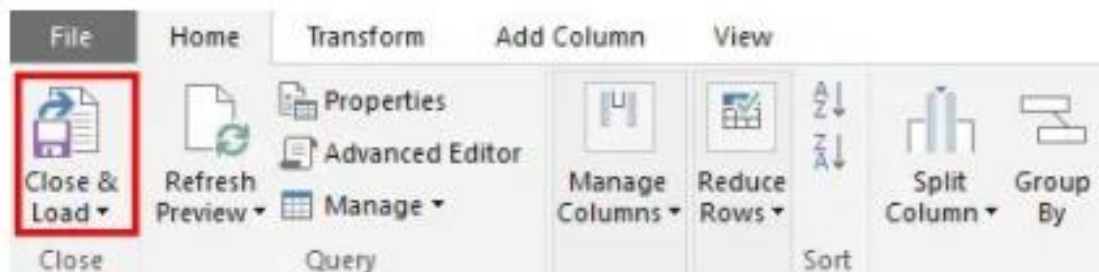 File Home Transform Add Column View
Properties
Advanced Editor
Manage
Close & Load
Refresh Preview
Manage Columns
Reduce Rows
A Z
Z A
Split Column
Group By
Close Query Sort